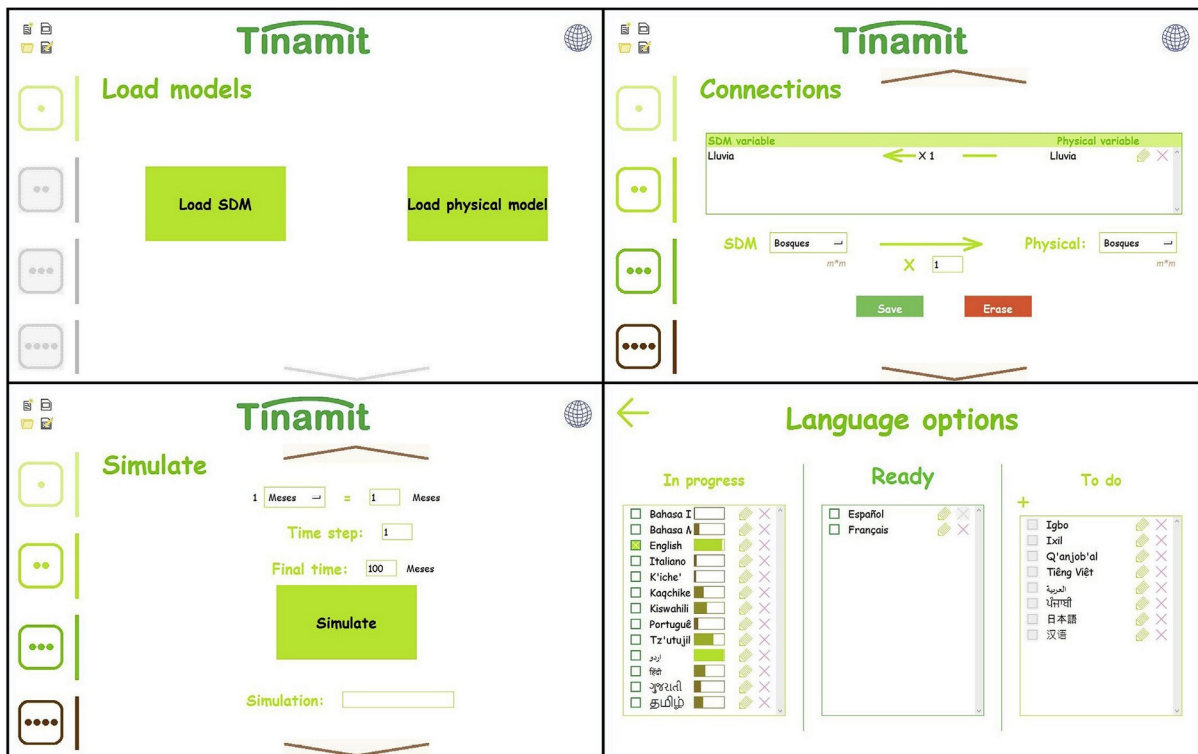 Tinamit
Load models
Load SDM
Load physical model
Tinamit
Connections
SDM variable Physical variable
Lluvia X 1 Lluvia
SDM Bosques Physical: Bosques
m*m m*m
X 1
Save Erase
Tinamit
Simulate
1 Meses = 1 Meses
Time step: 1
Final time: 100 Meses
Simulate
Simulation:
Language options
In progress
Bahasa I
Bahasa M
English
Italiano
K'iche'
Kaqchike
Kiswahili
Portuguê
Tz'utujil
اردو
हिंदी
ગુજરાતી
தமிழ்
Ready
Español
Français
To do
+
Igbo
Ixil
Q'anjob'al
Tiêng Việt
العربية
ਪੰਜਾਬੀ
日本語
汉语